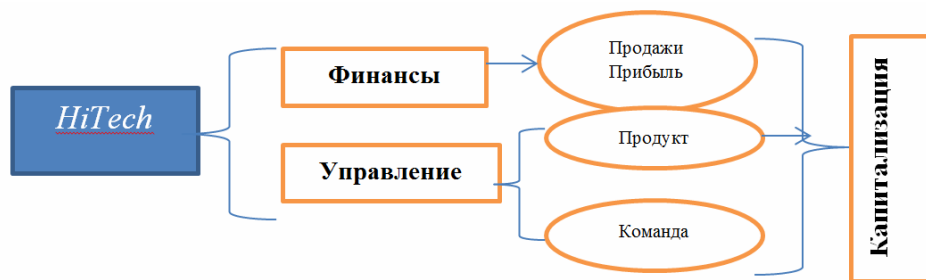 HiTech
Финансы
Управление
Продажи
Прибыль
Продукт
Команда
Капитализация